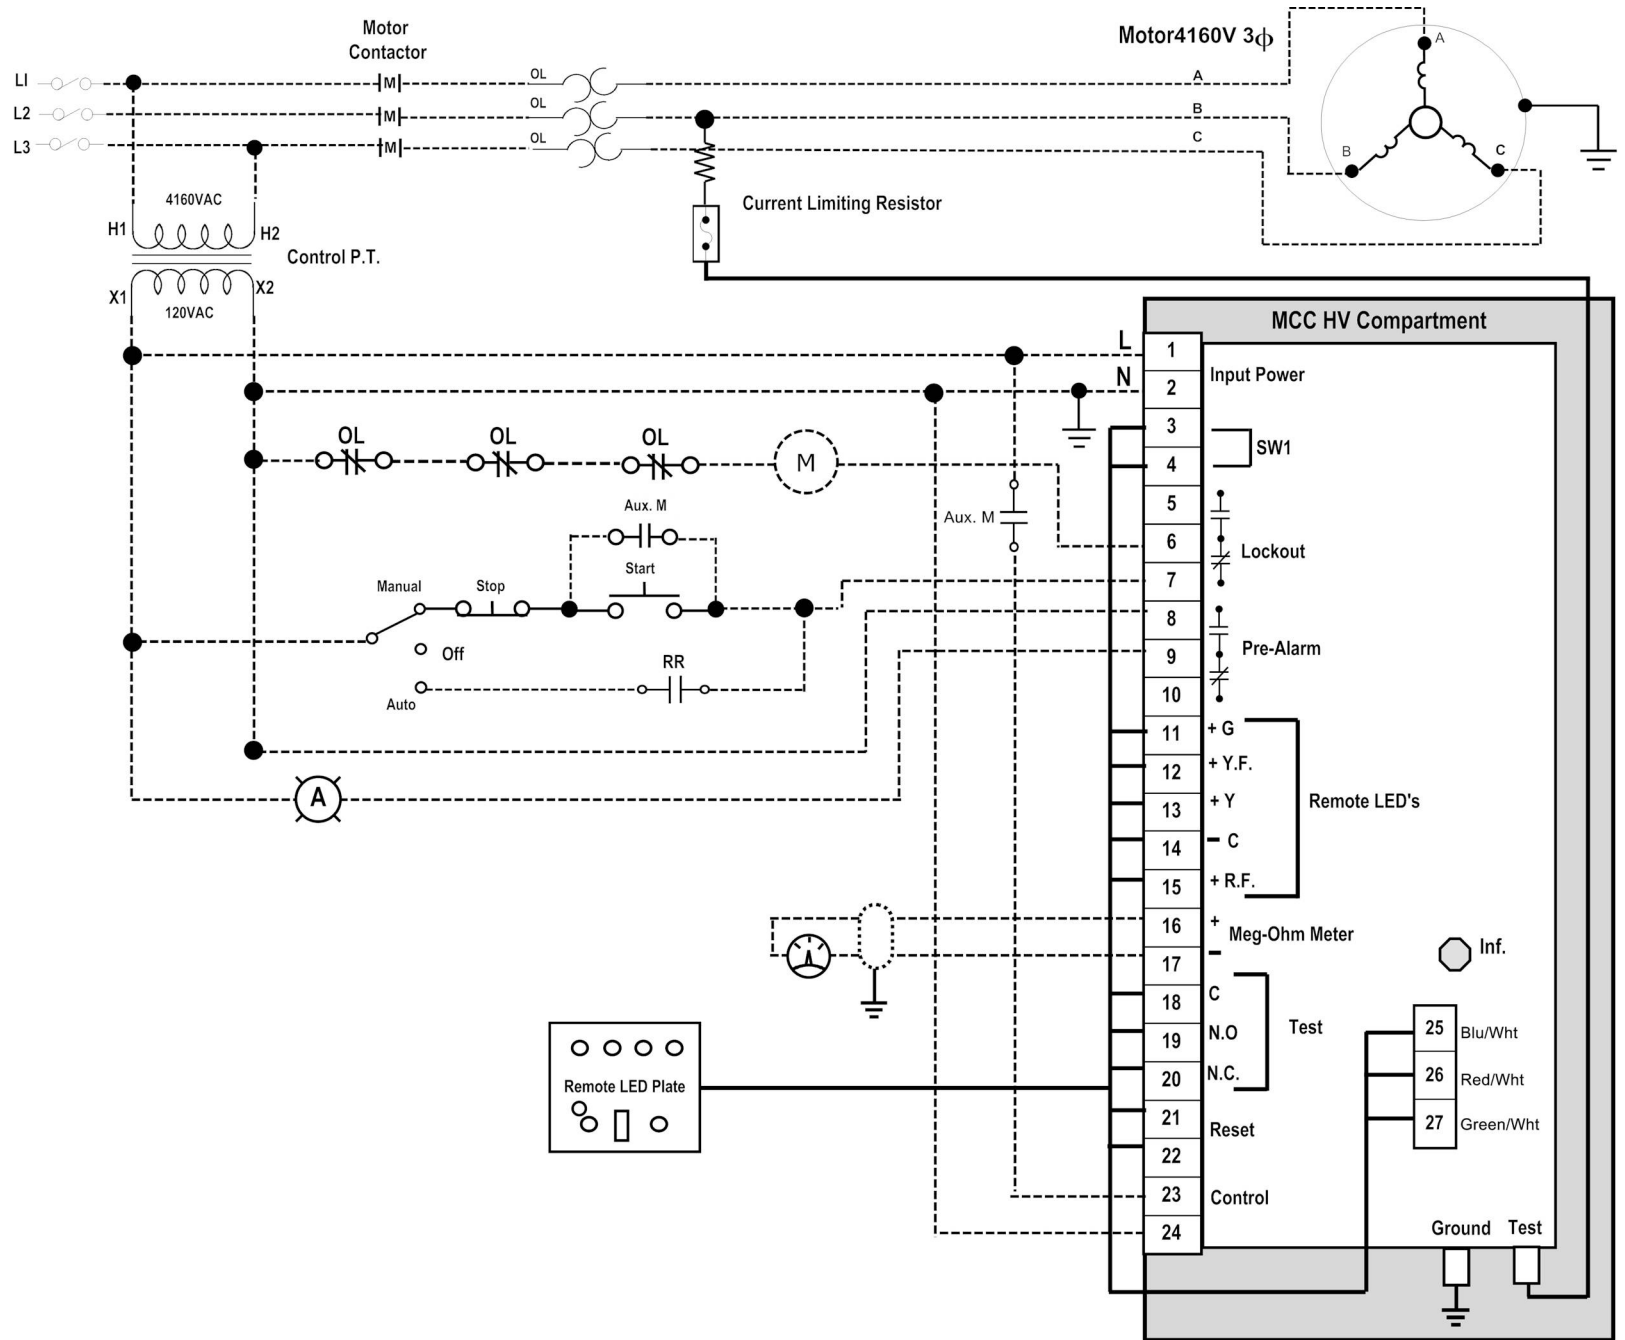 Motor
Contactor
Motor4160V 3ϕ
L1
L2
L3
M
M
M
OL
OL
OL
A
B
C
A
B
C
4160VAC
H1
H2
Control P.T.
X1
X2
120VAC
Current Limiting Resistor
MCC HV Compartment
L
N
1
2
3
4
5
6
7
8
9
10
11
12
13
14
15
16
17
18
19
20
21
22
23
24
Input Power
SW1
Lockout
Pre-Alarm
+ G
+ Y.F.
+ Y
− C
+ R.F.
Remote LED's
+
Meg-Ohm Meter
−
C
N.O
N.C.
Test
Reset
Control
OL
OL
OL
M
Aux. M
Aux. M
Start
Manual
Stop
Off
Auto
RR
A
Remote LED Plate
Inf.
25
Blu/Wht
26
Red/Wht
27
Green/Wht
Ground
Test